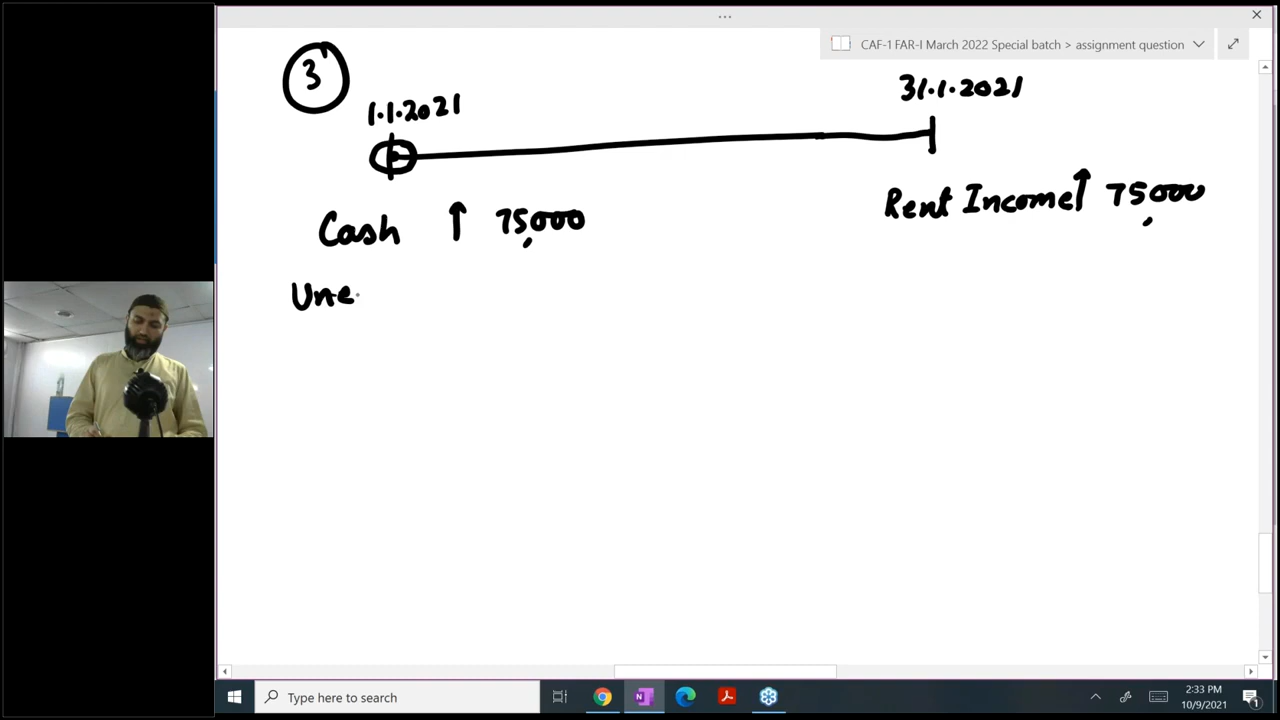 CAF-1 FAR-I March 2022 Special batch > assignment question
3
1.1.2021
31.1.2021
Cash ↑ 75,000
Rent Income ↑ 75,000
Une
Type here to search
2:33 PM
10/9/2021
1